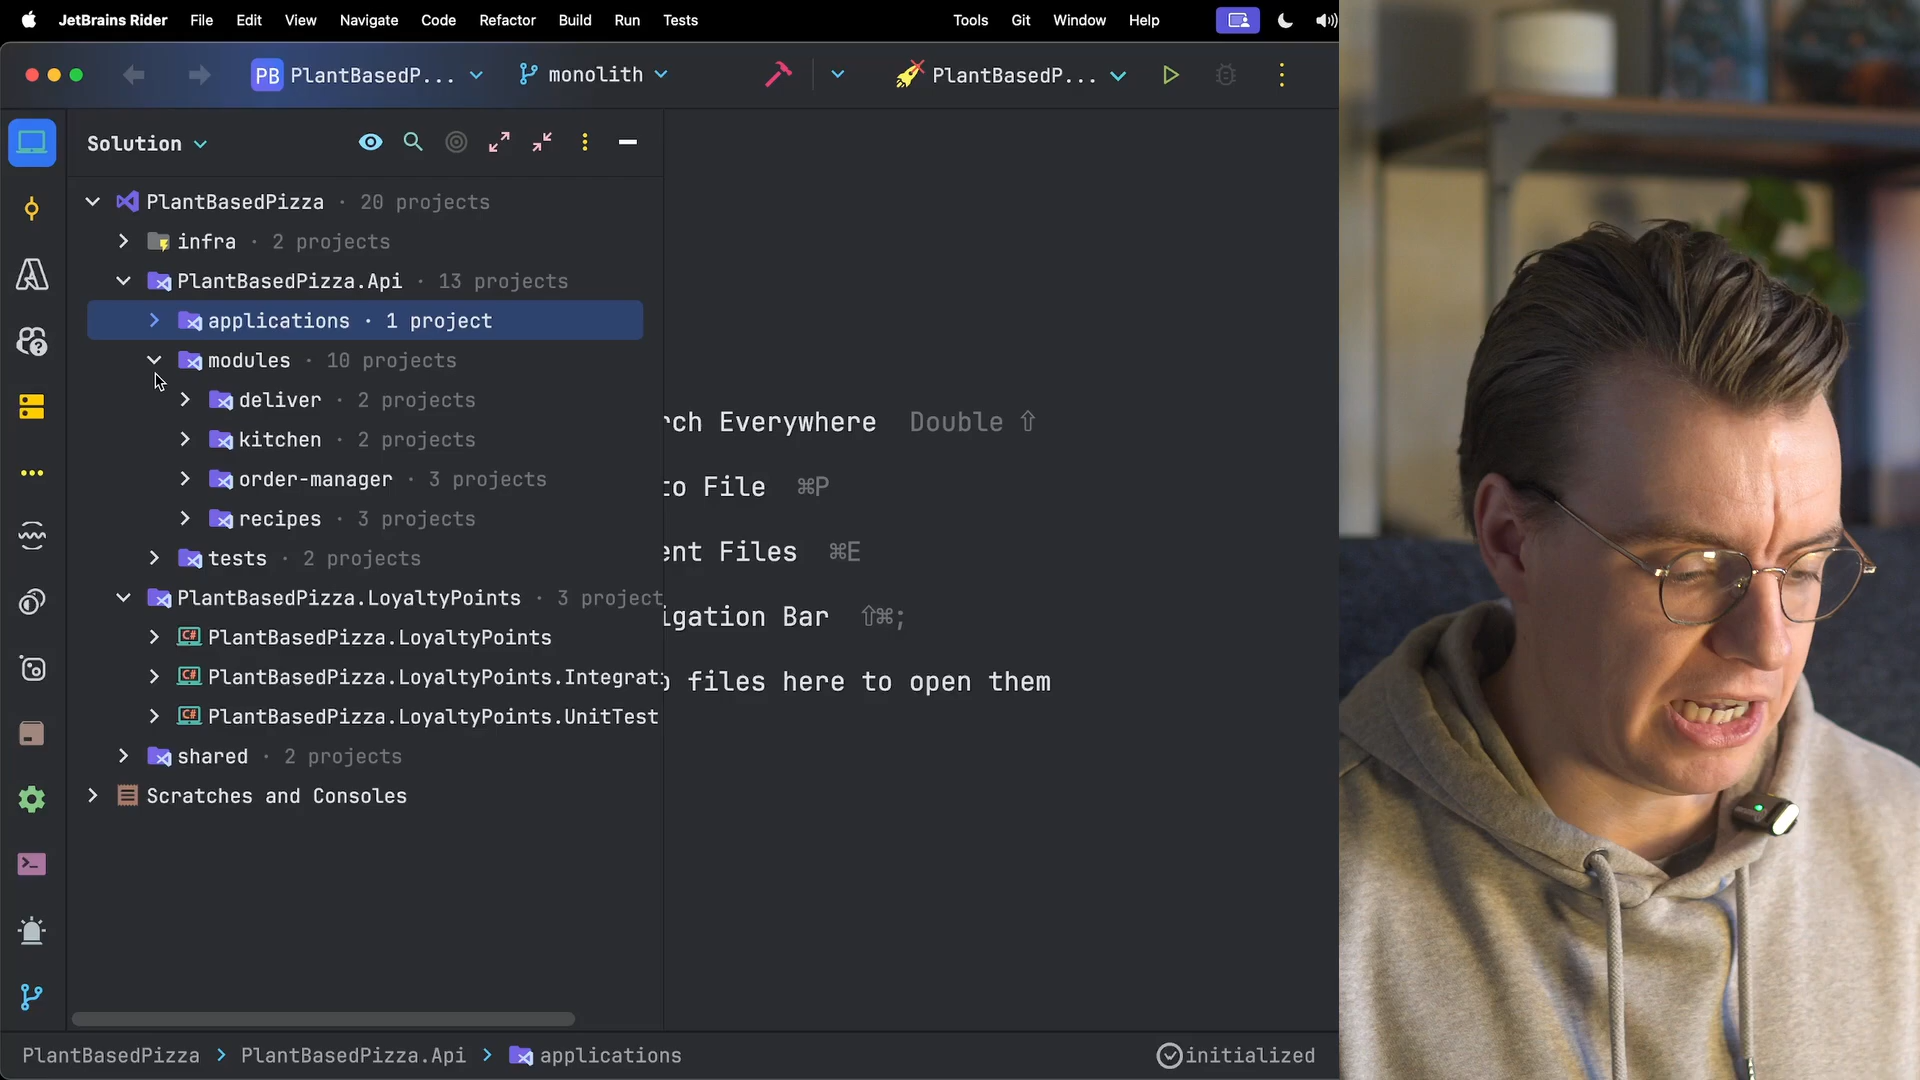 JetBrains Rider File Edit View Navigate Code Refactor Build Run Tests Tools Git Window Help
PB PlantBasedP... monolith PlantBasedP...
Solution
PlantBasedPizza · 20 projects
infra · 2 projects
PlantBasedPizza.Api · 13 projects
applications · 1 project
modules · 10 projects
deliver · 2 projects
kitchen · 2 projects
order-manager · 3 projects
recipes · 3 projects
tests · 2 projects
PlantBasedPizza.LoyaltyPoints · 3 project
C# PlantBasedPizza.LoyaltyPoints
C# PlantBasedPizza.LoyaltyPoints.Integrat
C# PlantBasedPizza.LoyaltyPoints.UnitTest
shared · 2 projects
Scratches and Consoles
rch Everywhere Double ⇧
to File ⌘P
ent Files ⌘E
igation Bar ⇧⌘;
files here to open them
PlantBasedPizza > PlantBasedPizza.Api > applications
initialized